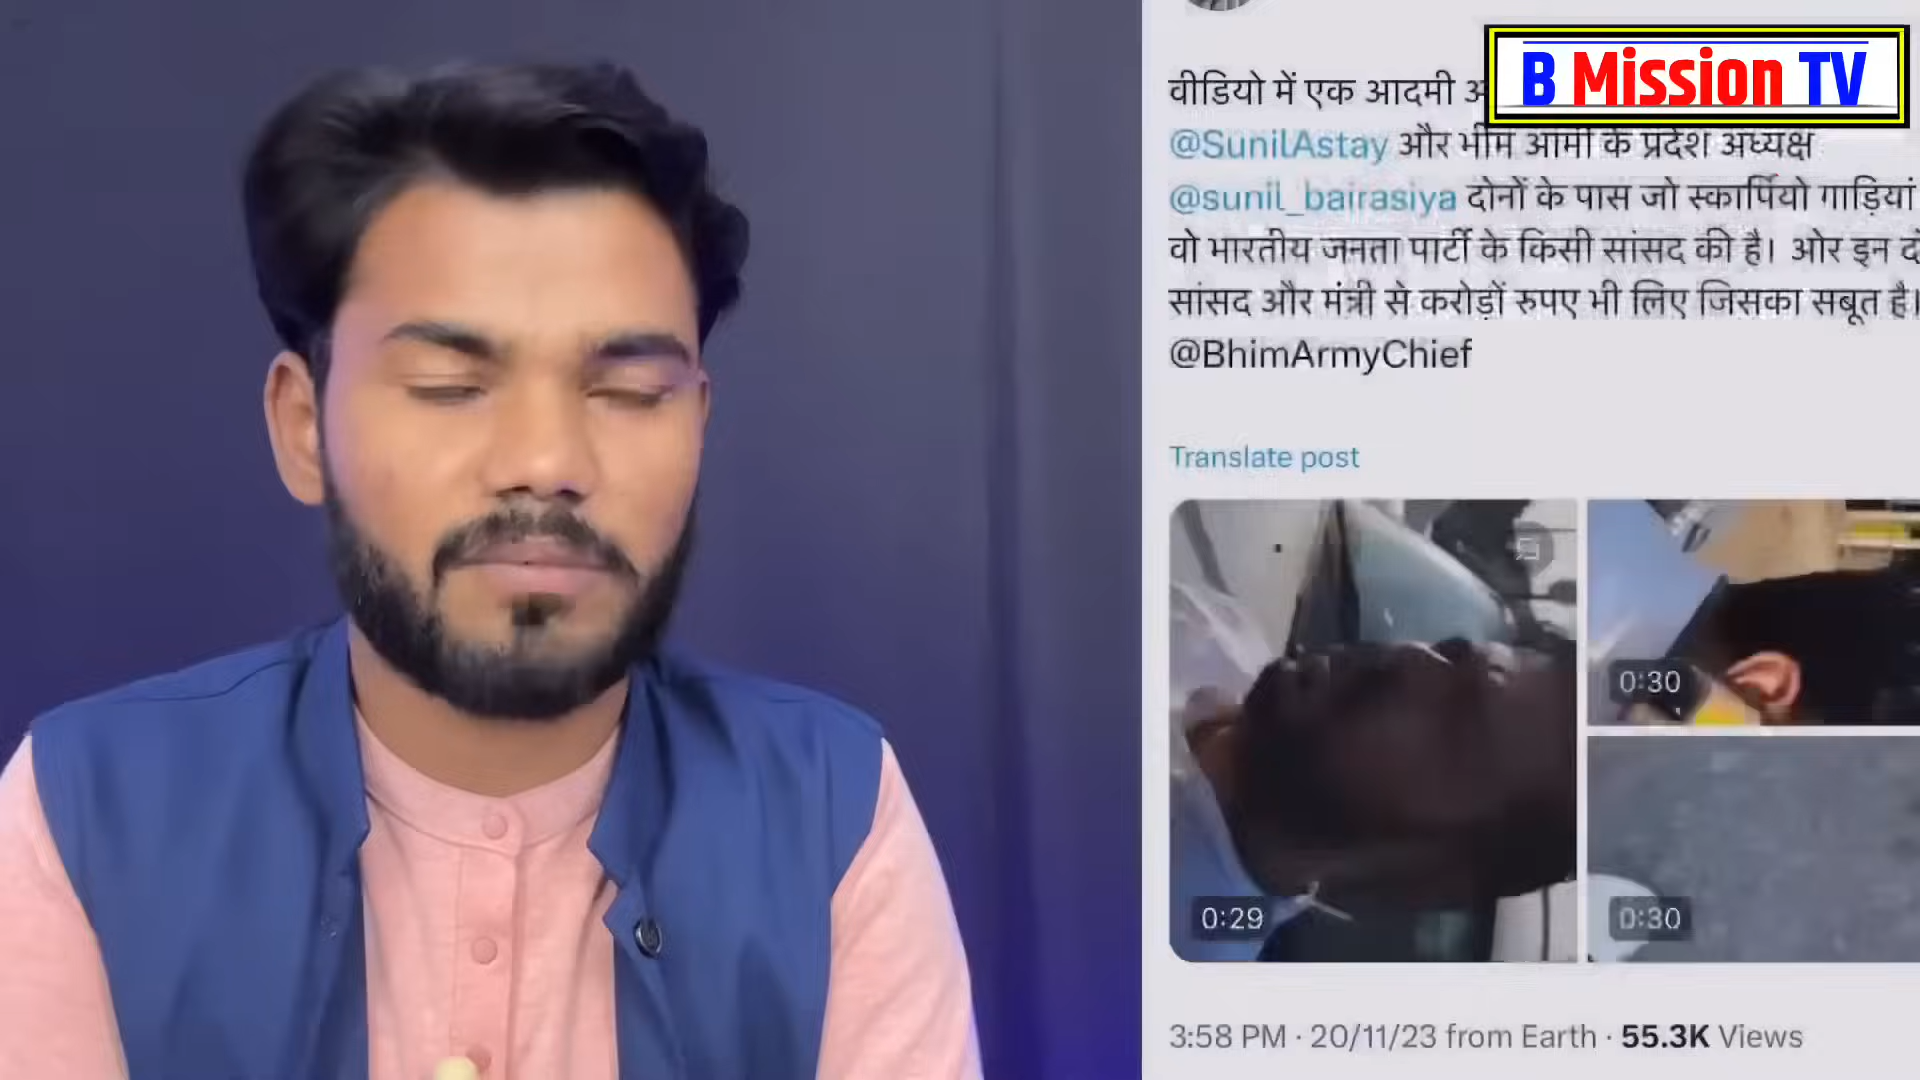 B Mission TV
वीडियो में एक आदमी
@SunilAstay और भीम आर्मी के प्रदेश अध्यक्ष
@sunil_bairasiya दोनों के पास जो स्कार्पियो गाड़ियां
वो भारतीय जनता पार्टी के किसी सांसद की है। ओर इन
सांसद और मंत्री से करोड़ों रुपए भी लिए जिसका सबूत है।
@BhimArmyChief
Translate post
0:30
0:29
0:30
3:58 PM · 20/11/23 from Earth · 55.3K Views